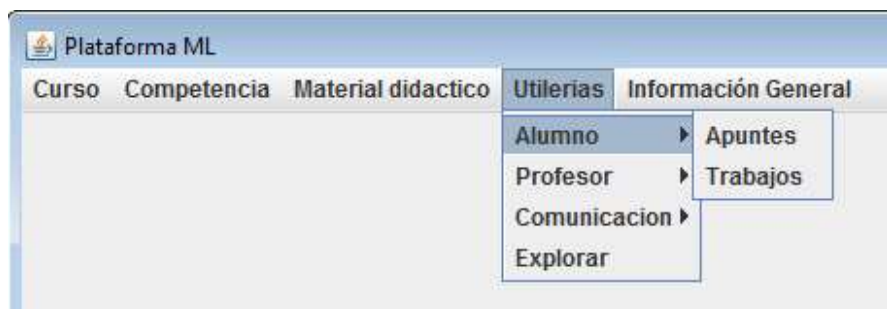 Plataforma ML
Curso Competencia Material didactico Utilerias Información General
Alumno Apuntes
Profesor Trabajos
Comunicacion
Explorar